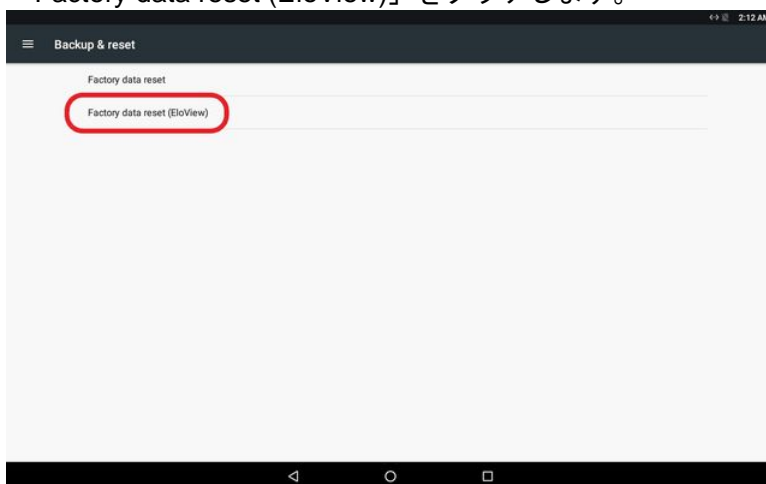 Factory data reset (EloView)」をタップします。
2:12 AM
Backup & reset
Factory data reset
Factory data reset (EloView)